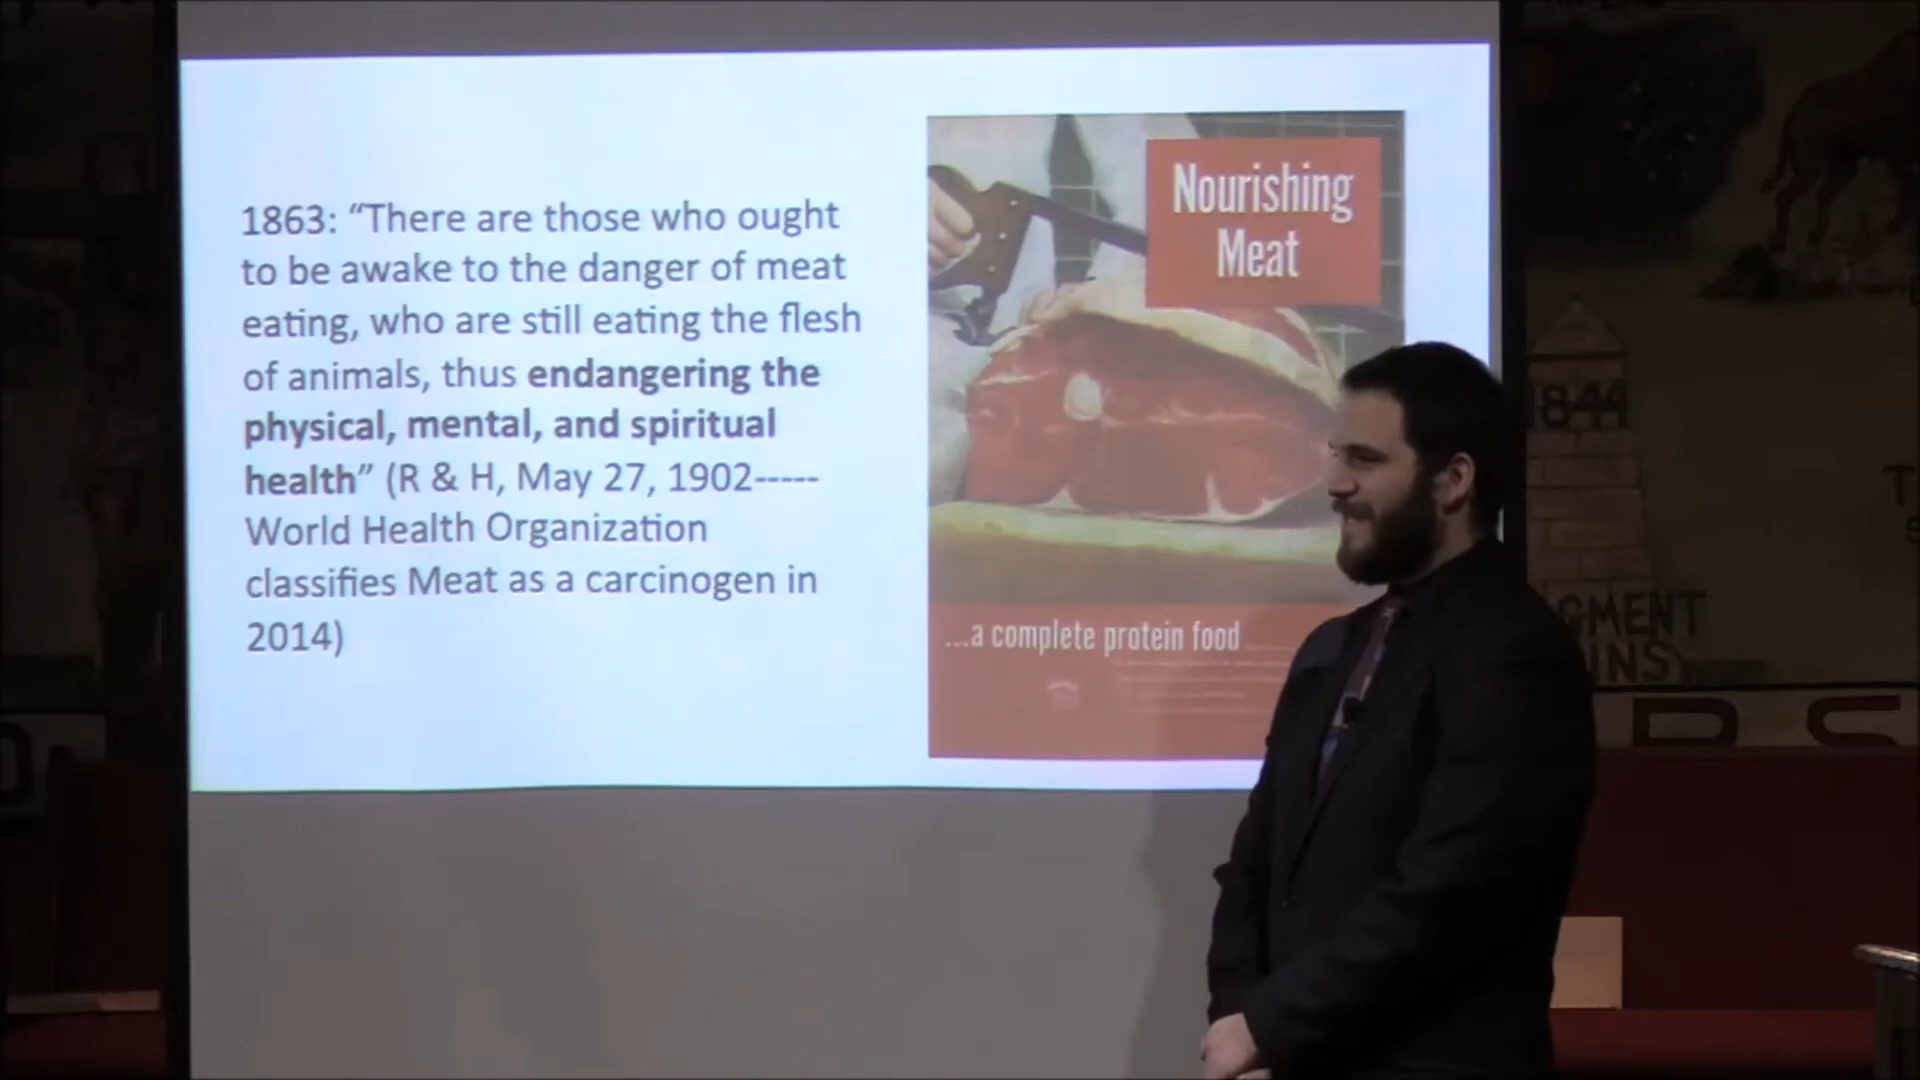 1863: “There are those who ought
to be awake to the danger of meat
eating, who are still eating the flesh
of animals, thus endangering the
physical, mental, and spiritual
health” (R & H, May 27, 1902-----
World Health Organization
classifies Meat as a carcinogen in
2014)
Nourishing
Meat
...a complete protein food
1844
GMENT
INS